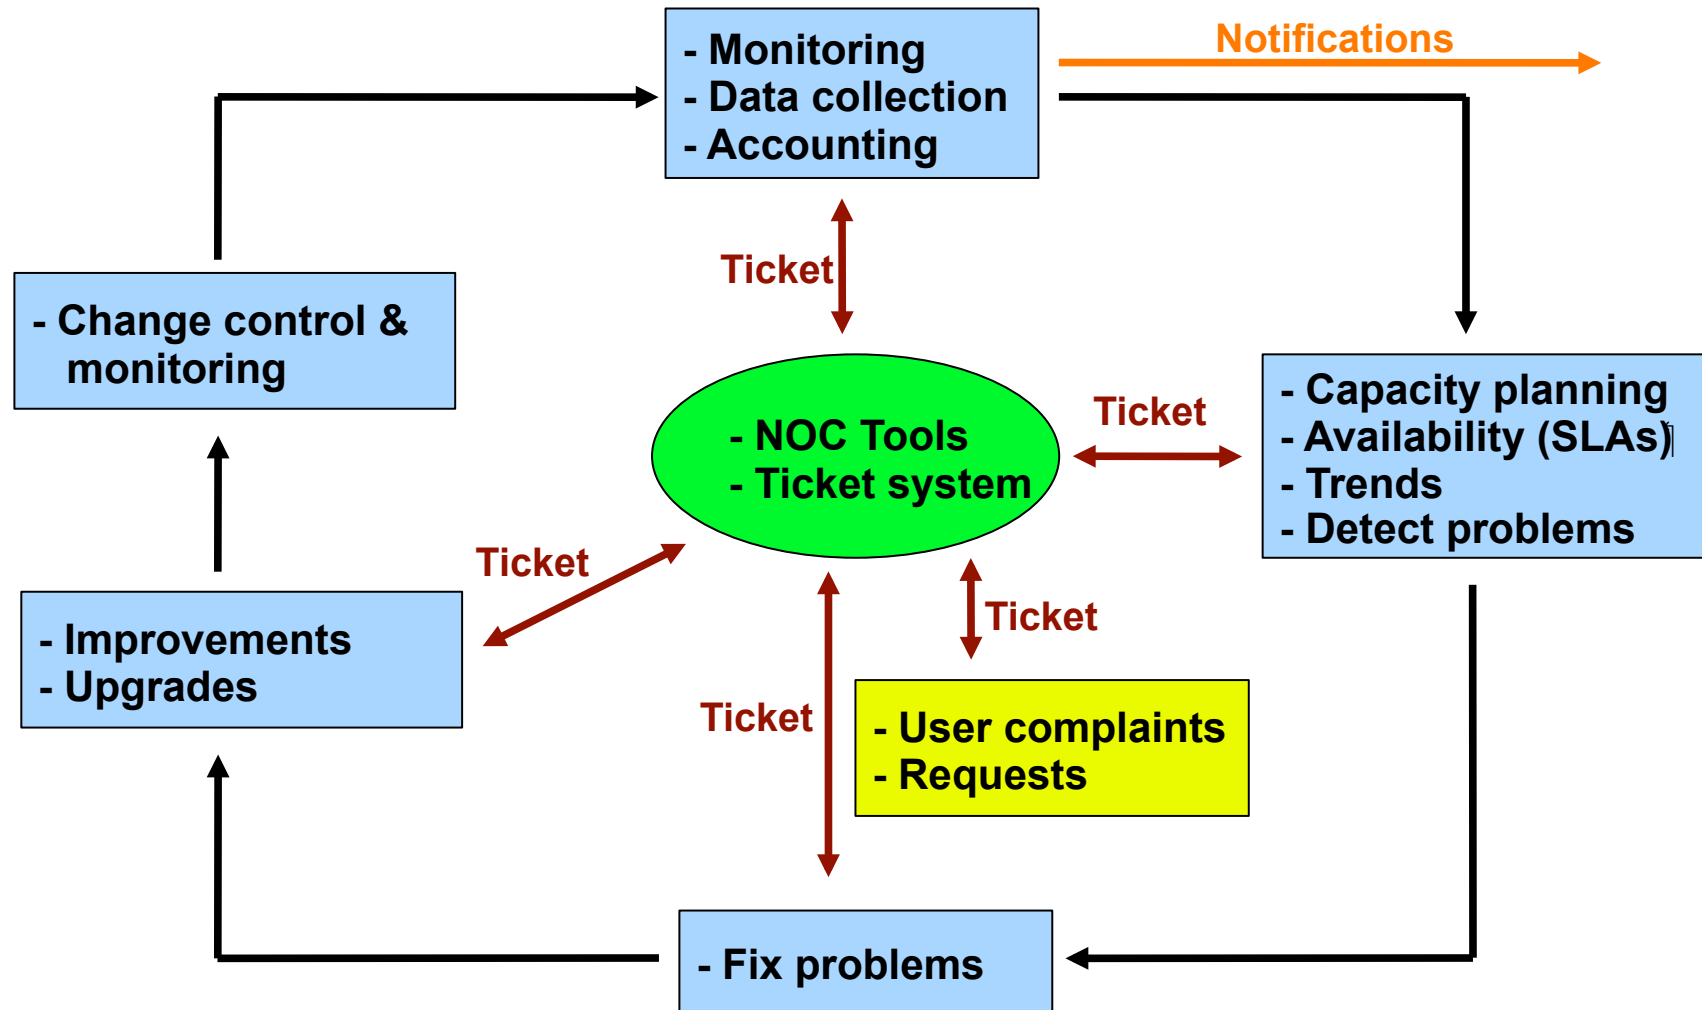 - Monitoring
- Data collection
- Accounting
Notifications
Ticket
- Change control &
monitoring
- NOC Tools
- Ticket system
Ticket
- Capacity planning
- Availability (SLAs)
- Trends
- Detect problems
Ticket
- Improvements
- Upgrades
Ticket
Ticket
- User complaints
- Requests
- Fix problems